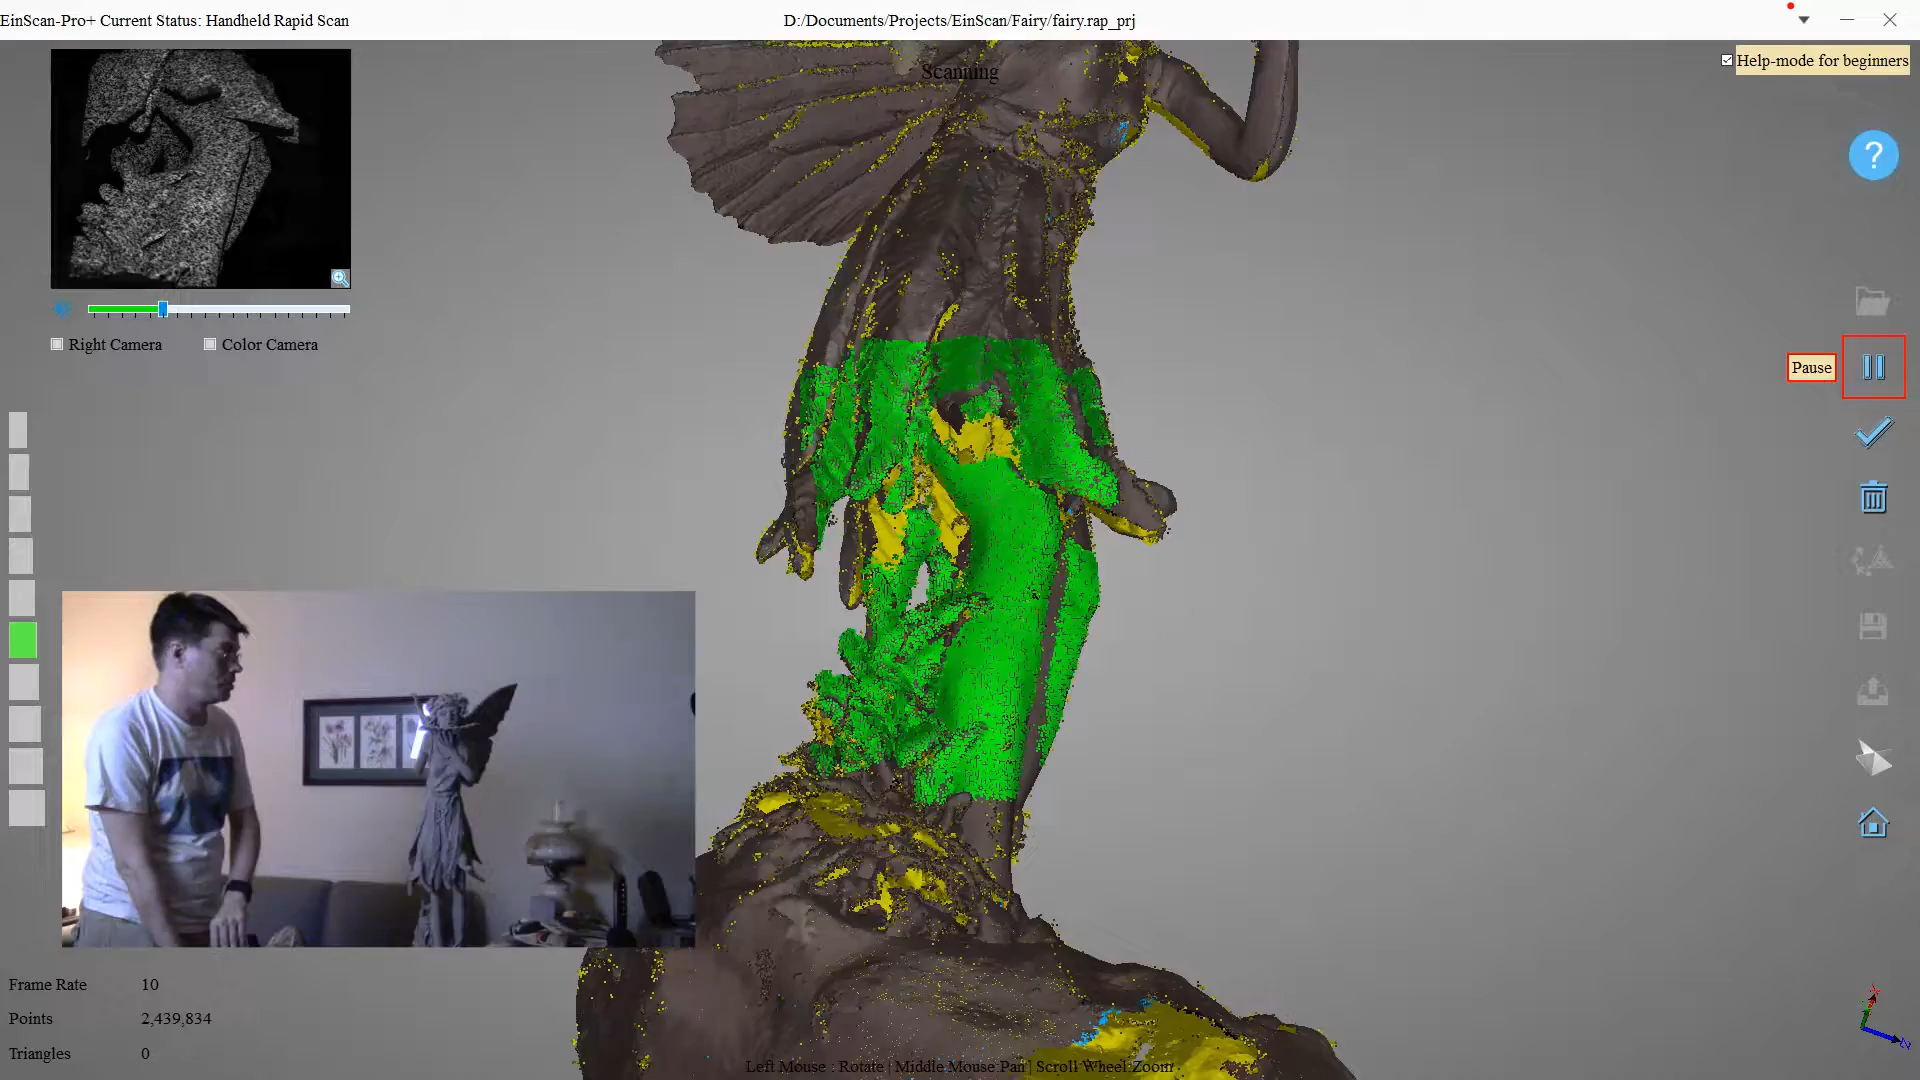 EinScan-Pro+ Current Status: Handheld Rapid Scan
D:/Documents/Projects/EinScan/Fairy/fairy.rap_prj
Scanning
Help-mode for beginners
?
Right Camera
Color Camera
Pause
Frame Rate 10
Points 2,439,834
Triangles 0
Left Mouse : Rotate | Middle Mouse:Pan | Scroll Wheel:Zoom